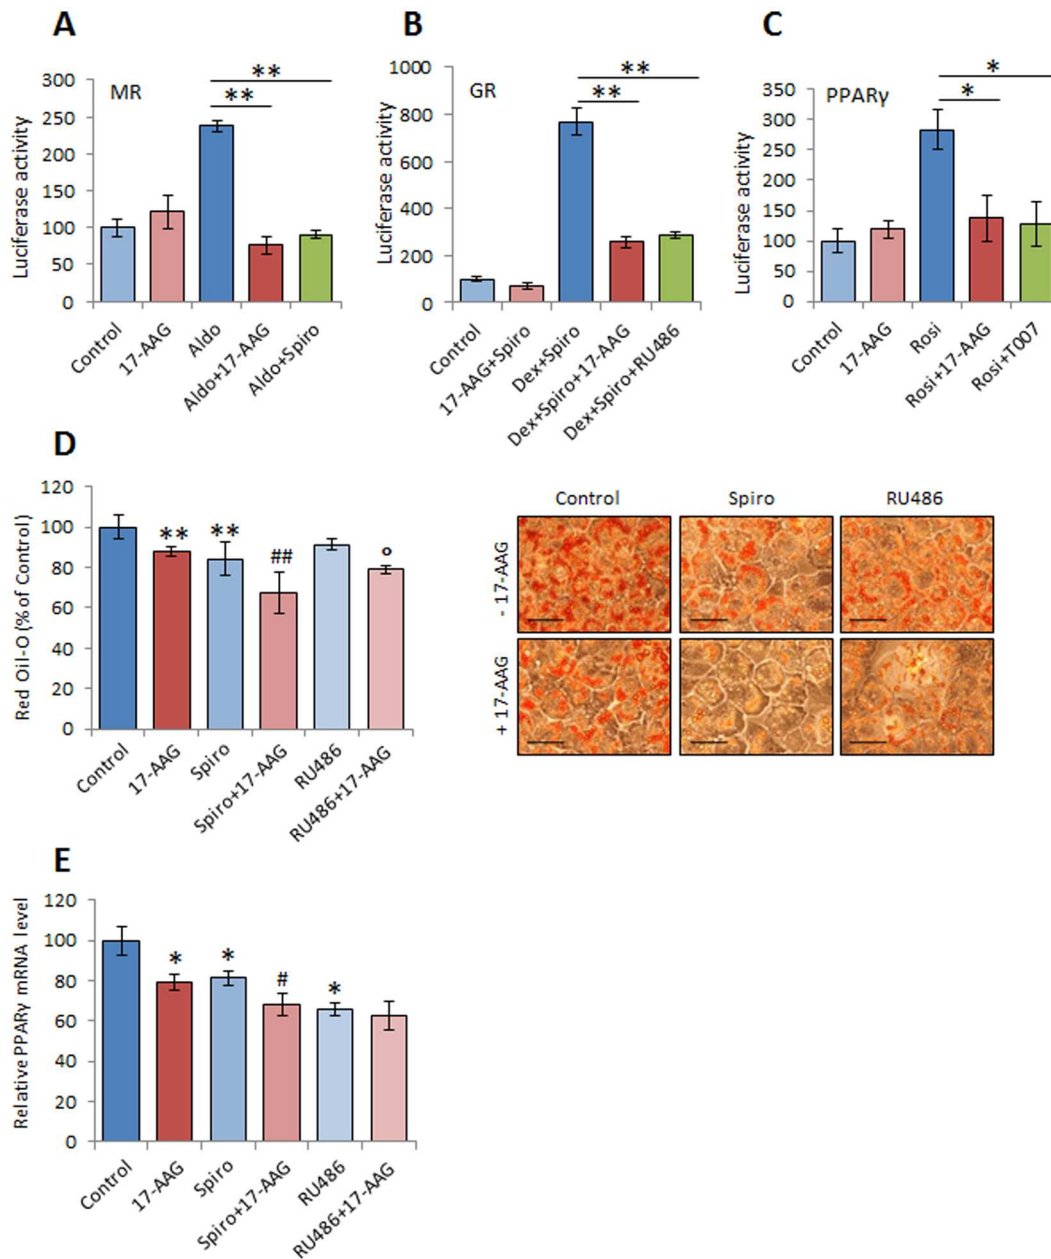 A
MR
Luciferase activity
300
250
200
150
100
50
0
**
**
Control
17-AAG
Aldo
Aldo+17-AAG
Aldo+Spiro
B
GR
Luciferase activity
1000
800
600
400
200
0
**
**
Control
17-AAG+Spiro
Dex+Spiro
Dex+Spiro+17-AAG
Dex+Spiro+RU486
C
PPARγ
Luciferase activity
350
300
250
200
150
100
50
0
*
*
Control
17-AAG
Rosi
Rosi+17-AAG
Rosi+T007
D
Red Oil-O (% of Control)
120
100
80
60
40
20
0
**
**
##
°
Control
17-AAG
Spiro
Spiro+17-AAG
RU486
RU486+17-AAG
Control
Spiro
RU486
- 17-AAG
+ 17-AAG
E
Relative PPARγ mRNA level
120
100
80
60
40
20
0
*
*
#
*
Control
17-AAG
Spiro
Spiro+17-AAG
RU486
RU486+17-AAG